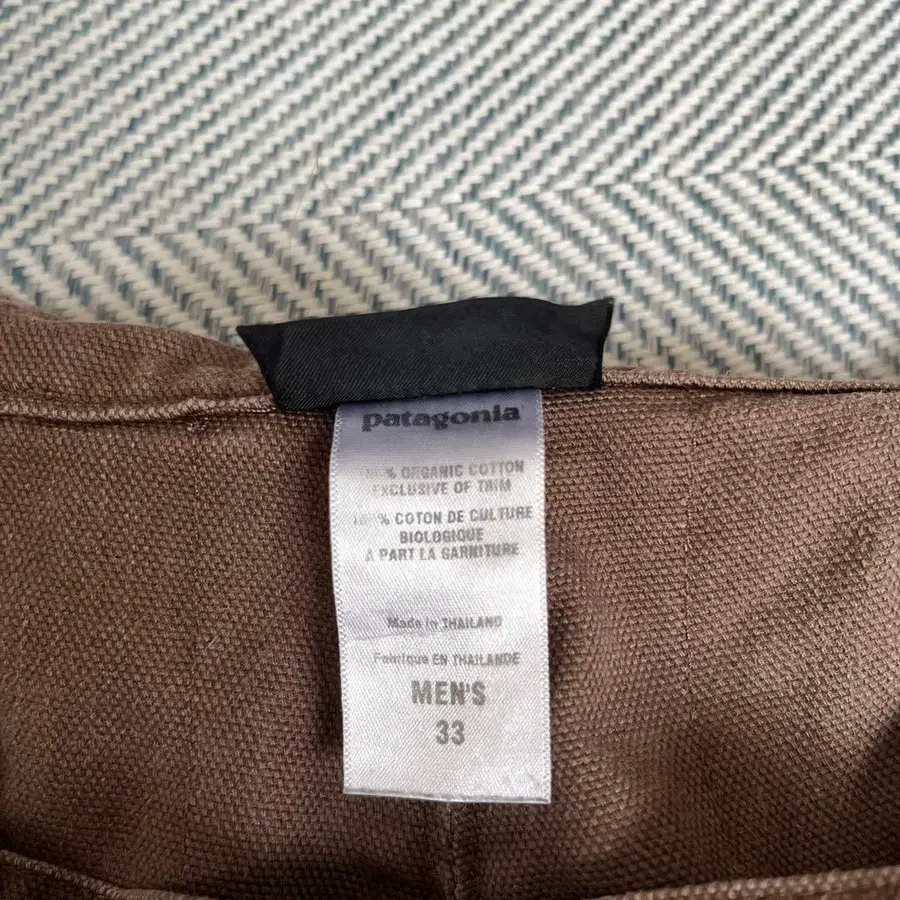 patagonia
% ORGANIC COTTON
EXCLUSIVE OF TRIM
% COTON DE CULTURE
BIOLOGIQUE
A PART LA GARNITURE
Made in THAILAND
Fabrique EN THAILANDE
MEN'S
33